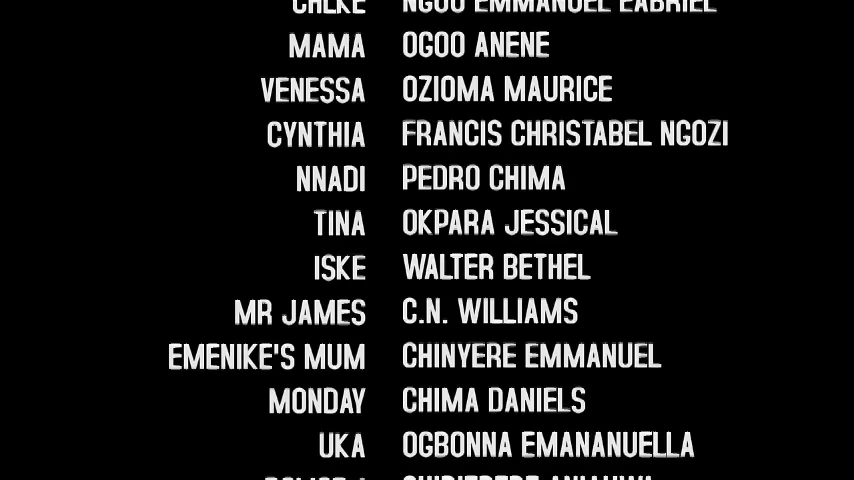 EMMANUEL
MAMA OGOO ANENE
VENESSA OZIOMA MAURICE
CYNTHIA FRANCIS CHRISTABEL NGOZI
NNADI PEDRO CHIMA
TINA OKPARA JESSICAL
ISKE WALTER BETHEL
MR JAMES C.N. WILLIAMS
EMENIKE'S MUM CHINYERE EMMANUEL
MONDAY CHIMA DANIELS
UKA OGBONNA EMANANUELLA